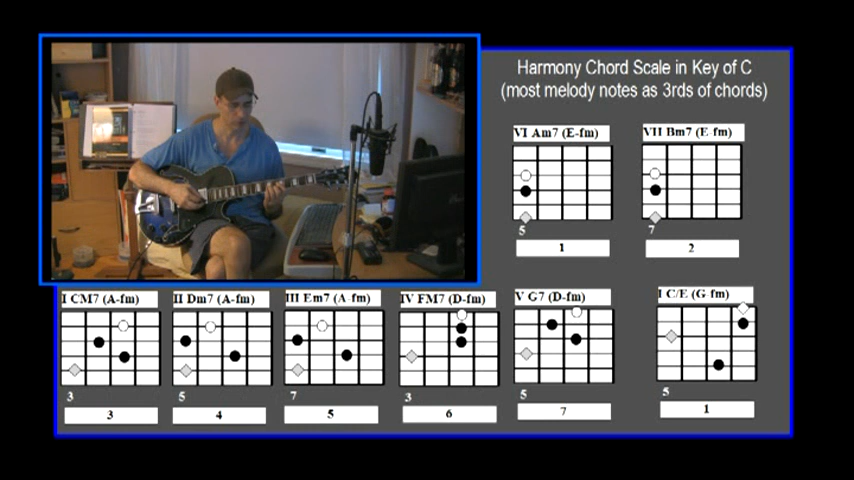 Harmony Chord Scale in Key of C
(most melody notes as 3rds of chords)
VI Am7 (E-fm)
VII Bm7 (E-fm)
5
7
1
2
I CM7 (A-fm)
II Dm7 (A-fm)
III Em7 (A-fm)
IV FM7 (D-fm)
V G7 (D-fm)
I C/E (G-fm)
3
5
7
3
5
5
3
4
5
6
7
1